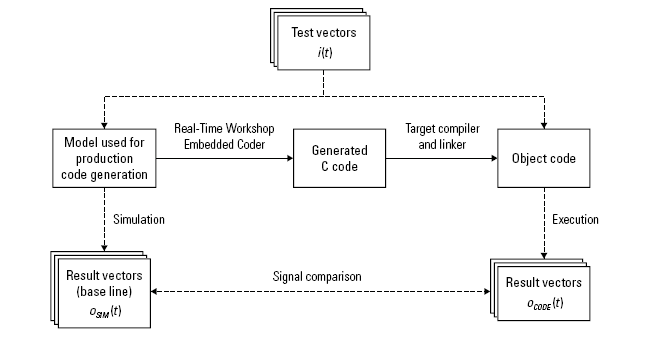 Test vectors
i(t)
Real-Time Workshop
Embedded Coder
Target compiler
and linker
Model used for
production
code generation
Generated
C code
Object code
Simulation
Execution
Result vectors
(base line)
oSIM(t)
Signal comparison
Result vectors
oCODE(t)